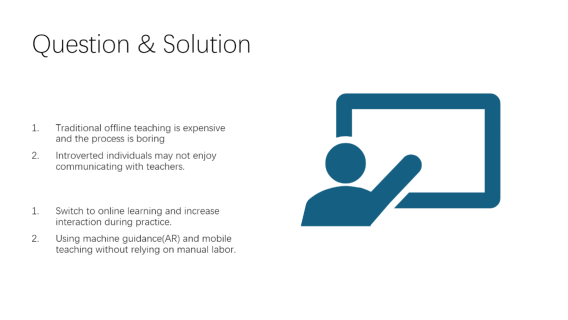 Question & Solution
1. Traditional offline teaching is expensive
and the process is boring
2. Introverted individuals may not enjoy
communicating with teachers.
1. Switch to online learning and increase
interaction during practice.
2. Using machine guidance(AR) and mobile
teaching without relying on manual labor.